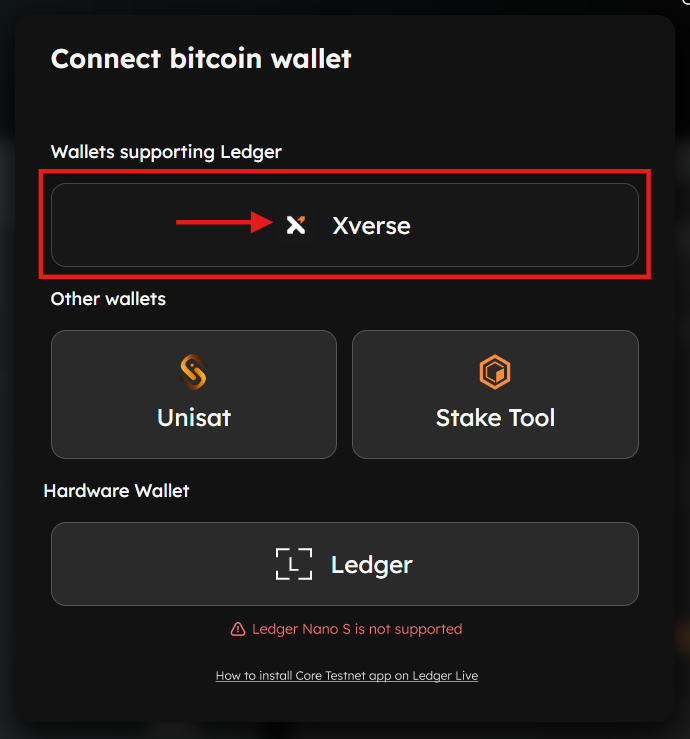 Connect bitcoin wallet
Wallets supporting Ledger
Xverse
Other wallets
Unisat
Stake Tool
Hardware Wallet
L
Ledger
Ledger Nano S is not supported
How to install Core Testnet app on Ledger Live